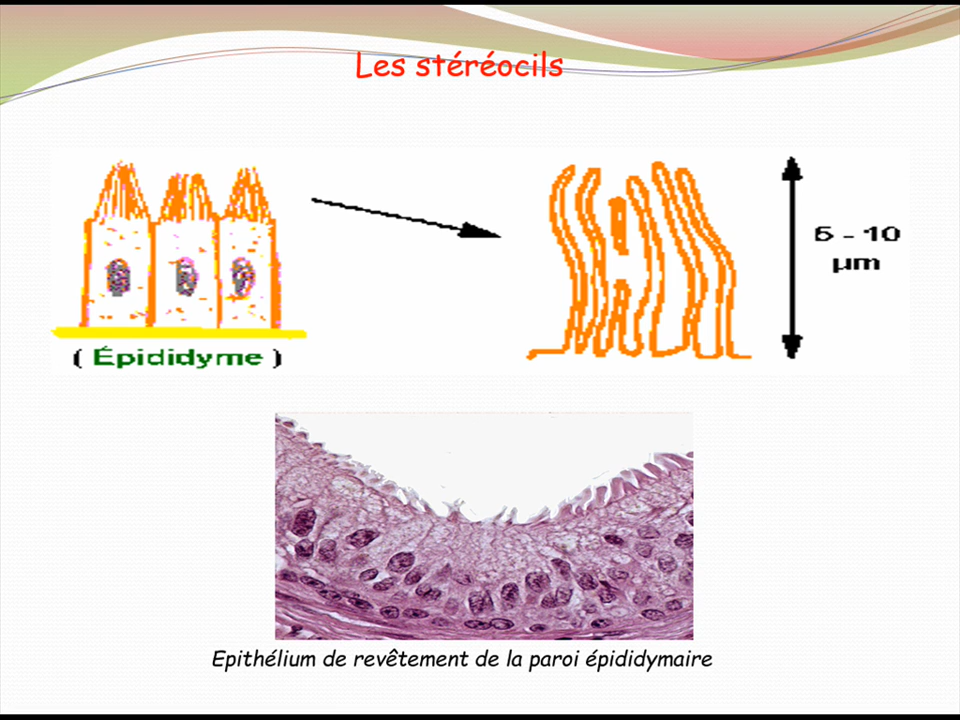 Les stéréocils
6 - 10
µm
( Épididyme )
Epithélium de revêtement de la paroi épididymaire